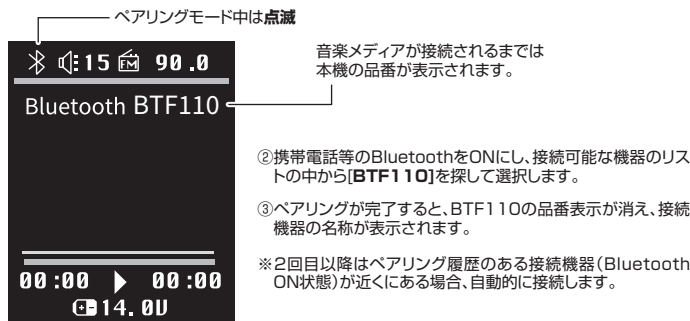 ペアリングモード中は点滅
:15 FM 90.0
Bluetooth BTF110
音楽メディアが接続されるまでは
本機の品番が表示されます。
②携帯電話等のBluetoothをONにし、接続可能な機器のリス
トの中から[BTF110]を探して選択します。
③ペアリングが完了すると、BTF110の品番表示が消え、接続
機器の名称が表示されます。
※2回目以降はペアリング履歴のある接続機器(Bluetooth
ON状態)が近くにある場合、自動的に接続します。
00:00 00:00
14.0V